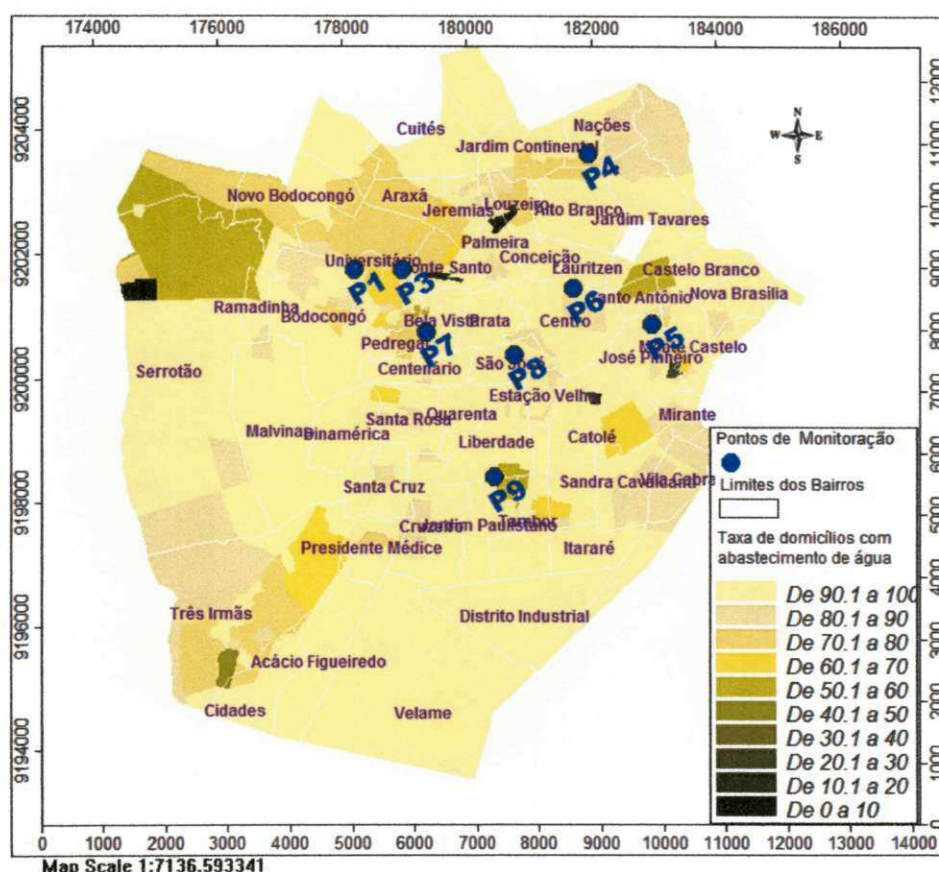 174000 176000 178000 180000 182000 184000 186000
9204000
9202000
9200000
9198000
9196000
9194000
12000
11000
10000
9000
8000
7000
6000
5000
4000
3000
2000
1000
0
N
W E
S
Cuités
Nações
Jardim Continental
P4
Novo Bodocongó
Araxá
Louzeiro
Jeremias
Alto Branco
Jardim Tavares
Palmeira
Conceição
Universitário
Monte Santo
Lauritzen
Castelo Branco
P1
P3
P6
Santo Antônio
Nova Brasilia
Ramadinha
Bodocongó
Bela Vista
Prata
Centro
P5
Pedregal
P7
Monte Castelo
José Pinheiro
Serrotão
Centenário
São José
P8
Estação Velha
Santa Rosa
Quarenta
Mirante
Malvinas
Dinamérica
Liberdade
Catolé
Santa Cruz
P9
Sandra Cavalcante
Vila Cabra
Cruzeiro
Jardim Paulistano
Tambor
Presidente Médice
Itararé
Três Irmãs
Distrito Industrial
Acácio Figueiredo
Cidades
Velame
Pontos de Monitoração
Limites dos Bairros
Taxa de domicílios com
abastecimento de água
De 90.1 a 100
De 80.1 a 90
De 70.1 a 80
De 60.1 a 70
De 50.1 a 60
De 40.1 a 50
De 30.1 a 40
De 20.1 a 30
De 10.1 a 20
De 0 a 10
0 1000 2000 3000 4000 5000 6000 7000 8000 9000 10000 11000 12000 13000 14000
Map Scale 1:7136.593341